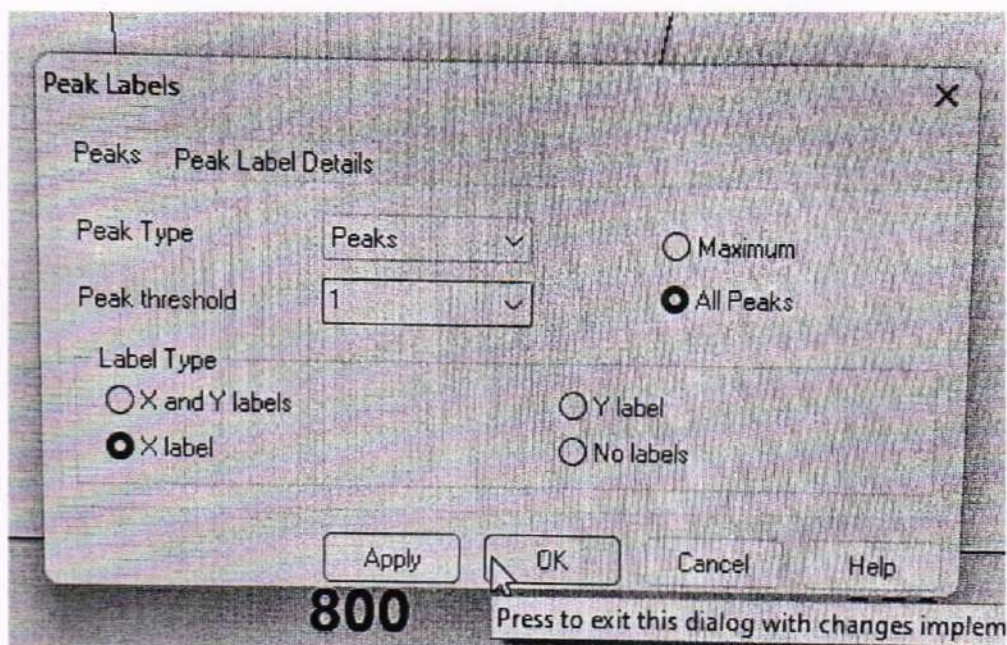 Peak Labels
Peaks Peak Label Details
Peak Type Peaks Maximum
Peak threshold 1 All Peaks
Label Type
X and Y labels Y label
X label No labels
Apply OK Cancel Help
800
Press to exit this dialog with changes implem